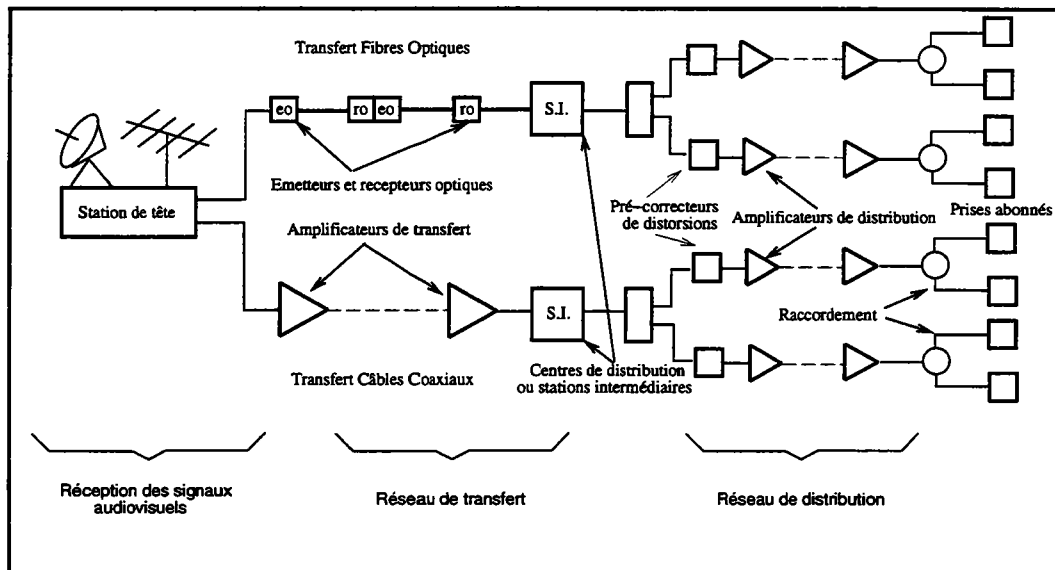 Transfert Fibres Optiques
eo
ro
eo
ro
S.I.
Emetteurs et recepteurs optiques
Station de tête
Pré-correcteurs
de distorsions
Amplificateurs de distribution
Prises abonnés
Amplificateurs de transfert
S.I.
Raccordement
Transfert Câbles Coaxiaux
Centres de distribution
ou stations intermédiaires
Réception des signaux
audiovisuels
Réseau de transfert
Réseau de distribution